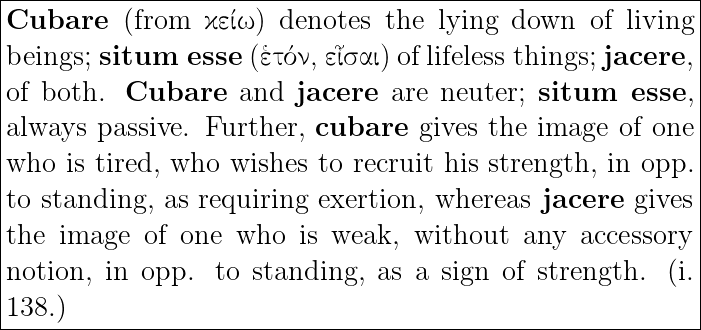 Cubare (from κείω) denotes the lying down of living
beings; situm esse (ἑτόν, εἷσαι) of lifeless things; jacere,
of both. Cubare and jacere are neuter; situm esse,
always passive. Further, cubare gives the image of one
who is tired, who wishes to recruit his strength, in opp.
to standing, as requiring exertion, whereas jacere gives
the image of one who is weak, without any accessory
notion, in opp. to standing, as a sign of strength. (i.
138.)